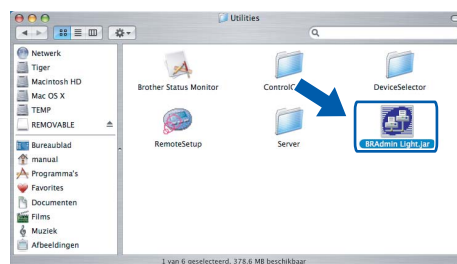 Utilities
Netwerk
Tiger
Macintosh HD
Mac OS X
TEMP
REMOVABLE
Bureaublad
manual
Programma's
Favorites
Documenten
Films
Muziek
Afbeeldingen
Brother Status Monitor
DeviceSelector
RemoteSetup
Server
BRAdmin Light.jar
1 van 6 geselecteerd, 378.6 MB beschikbaar